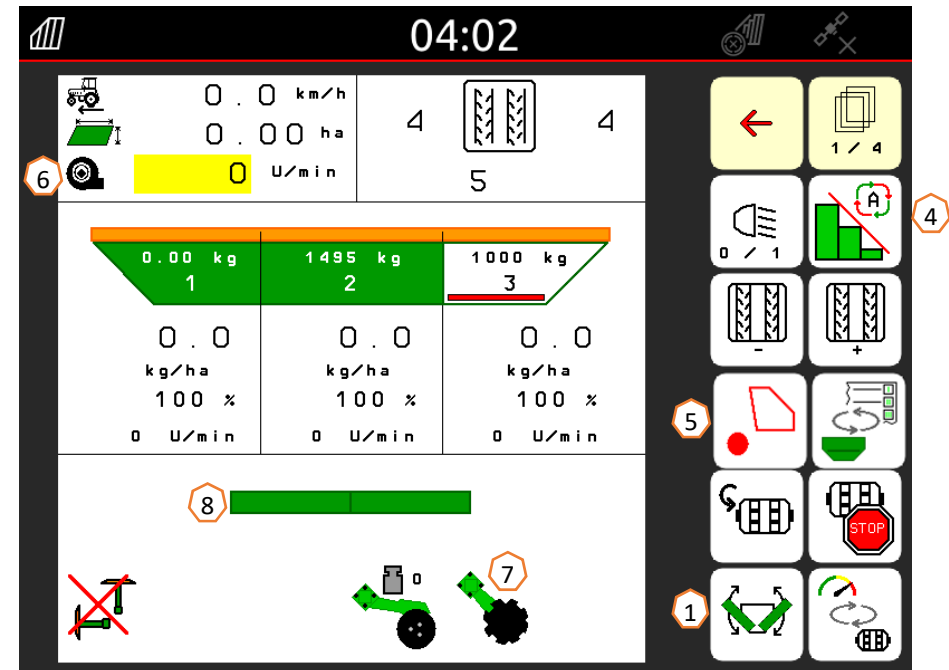 04:02
0.0 km/h
0.00 ha
6
0 U/min
4
4
5
1 / 4
A
4
0 / 1
0.00 kg
1495 kg
1000 kg
1
2
3
-
+
0.0
0.0
0.0
kg/ha
kg/ha
kg/ha
100 %
100 %
100 %
0 U/min
0 U/min
0 U/min
5
8
STOP
0
7
1